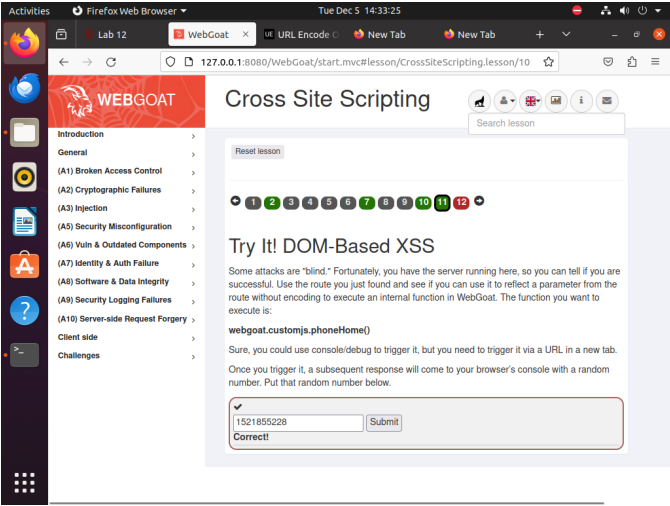 Activities Firefox Web Browser Tue Dec 5 14:33:25
Lab 12 WebGoat × UE URL Encode O New Tab New Tab +
127.0.0.1:8080/WebGoat/start.mvc#lesson/CrossSiteScripting.lesson/10
WEBGOAT
Introduction
General
(A1) Broken Access Control
(A2) Cryptographic Failures
(A3) Injection
(A5) Security Misconfiguration
(A6) Vuln & Outdated Components
(A7) Identity & Auth Failure
(A8) Software & Data Integrity
(A9) Security Logging Failures
(A10) Server-side Request Forgery
Client side
Challenges
Cross Site Scripting
Search lesson
Reset lesson
1 2 3 4 5 6 7 8 9 10 11 12
Try It! DOM-Based XSS
Some attacks are "blind." Fortunately, you have the server running here, so you can tell if you are
successful. Use the route you just found and see if you can use it to reflect a parameter from the
route without encoding to execute an internal function in WebGoat. The function you want to
execute is:
webgoat.customjs.phoneHome()
Sure, you could use console/debug to trigger it, but you need to trigger it via a URL in a new tab.
Once you trigger it, a subsequent response will come to your browser's console with a random
number. Put that random number below.
1521855228 Submit
Correct!